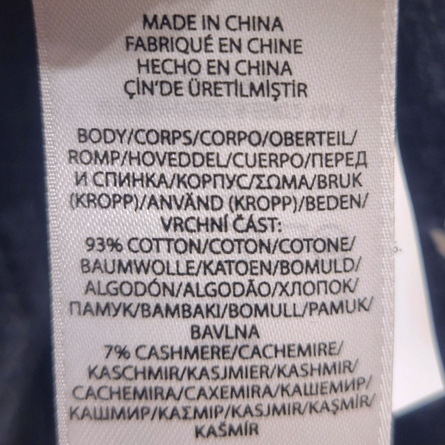 MADE IN CHINA
FABRIQUÉ EN CHINE
HECHO EN CHINA
ÇİN'DE ÜRETİLMİŞTİR
BODY/CORPS/CORPO/OBERTEIL/
ROMP/HOVEDDEL/CUERPO/ПЕРЕД
И СПИНКА/КОРПУС/ΣΩΜΑ/BRUK
(KROPP)/ANVÄND (KROPP)/BEDEN/
VRCHNÍ ČÁST:
93% COTTON/COTON/COTONE/
BAUMWOLLE/KATOEN/BOMULD/
ALGODÓN/ALGODÃO/ХЛОПОК/
ПАМУК/BAMBAKI/BOMULL/PAMUK/
BAVLNA
7% CASHMERE/CACHEMIRE/
KASCHMIR/KASJMIER/KASHMIR/
CACHEMIRA/CAXEMIRA/КАШЕМИР/
КАШМИР/ΚΑΣΜΙΡ/KASJMIR/KAŞMİR/
KAŠMÍR